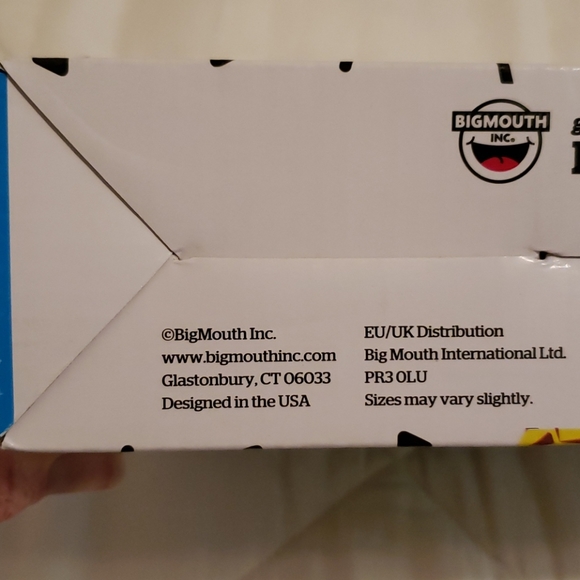 BIGMOUTH
INC.
©BigMouth Inc.
www.bigmouthinc.com
Glastonbury, CT 06033
Designed in the USA
EU/UK Distribution
Big Mouth International Ltd.
PR3 0LU
Sizes may vary slightly.